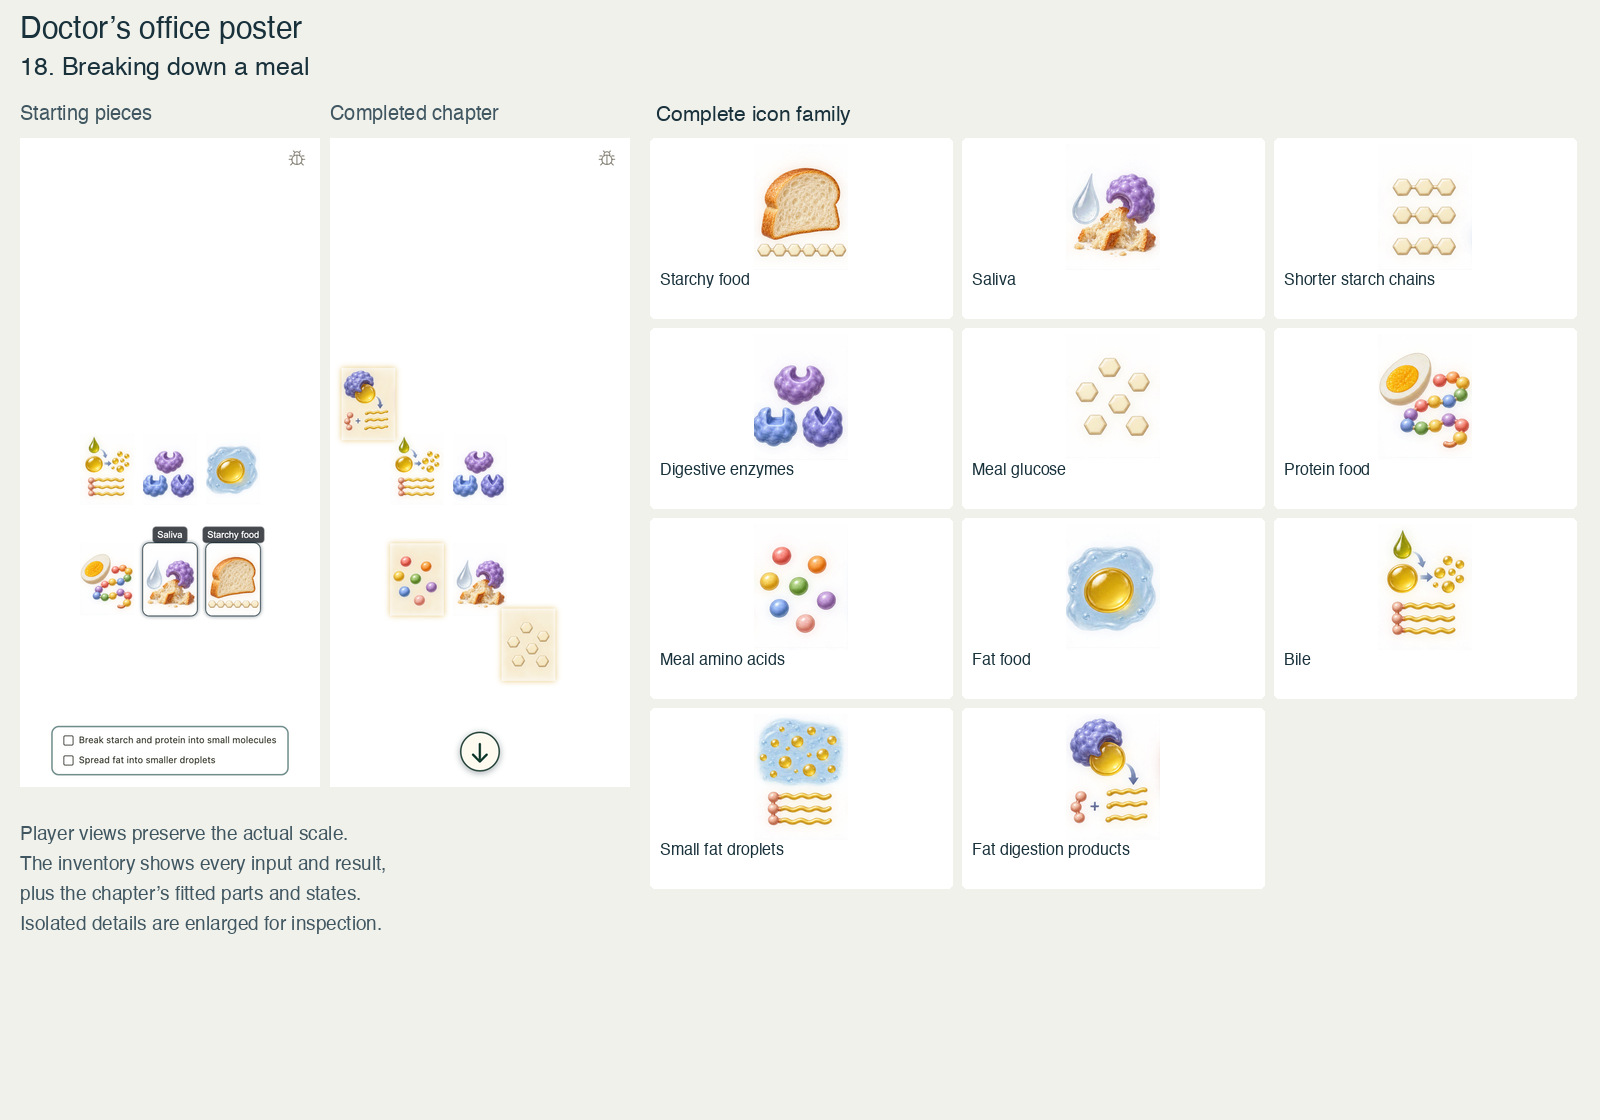 Doctor’s office poster
18. Breaking down a meal
Starting pieces
Completed chapter
Complete icon family
Saliva
Starchy food
Break starch and protein into small molecules
Spread fat into smaller droplets
Player views preserve the actual scale.
The inventory shows every input and result,
plus the chapter’s fitted parts and states.
Isolated details are enlarged for inspection.
Starchy food
Saliva
Shorter starch chains
Digestive enzymes
Meal glucose
Protein food
Meal amino acids
Fat food
Bile
Small fat droplets
Fat digestion products